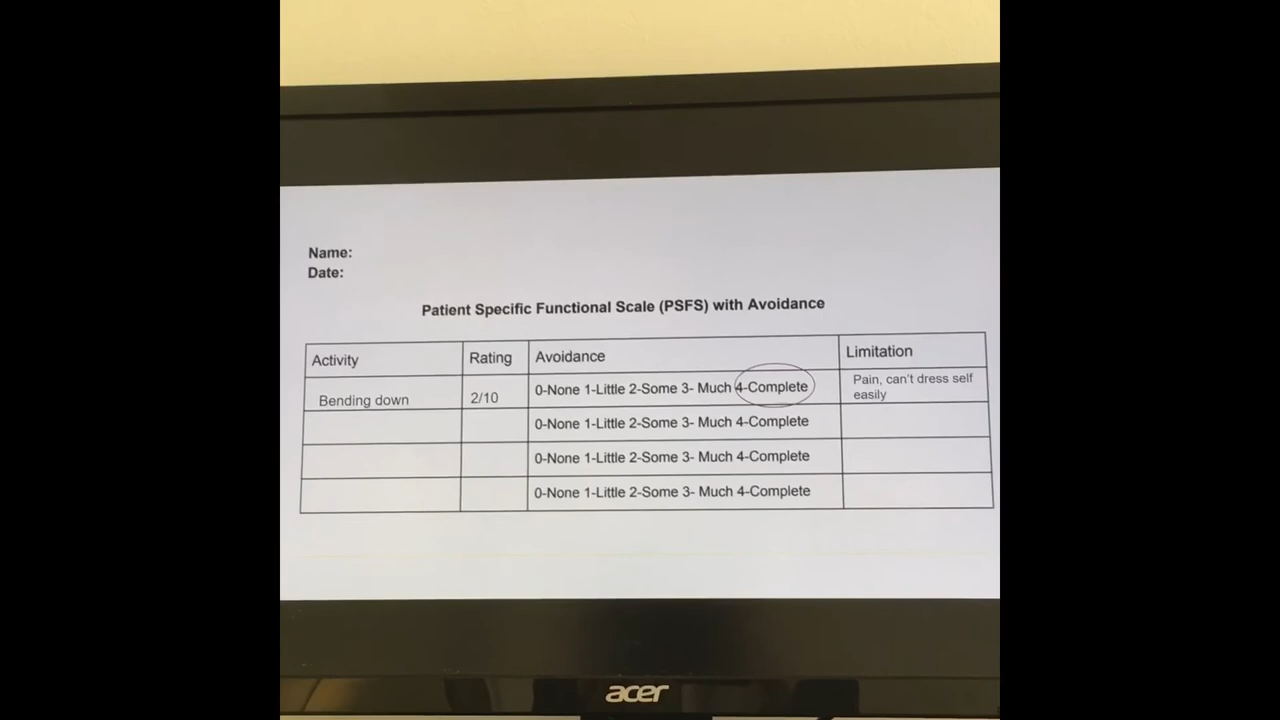 Name:
Date:
Patient Specific Functional Scale (PSFS) with Avoidance
Activity Rating Avoidance Limitation
Bending down 2/10 0-None 1-Little 2-Some 3- Much 4-Complete Pain, can't dress self
easily
0-None 1-Little 2-Some 3- Much 4-Complete
0-None 1-Little 2-Some 3- Much 4-Complete
0-None 1-Little 2-Some 3- Much 4-Complete
acer